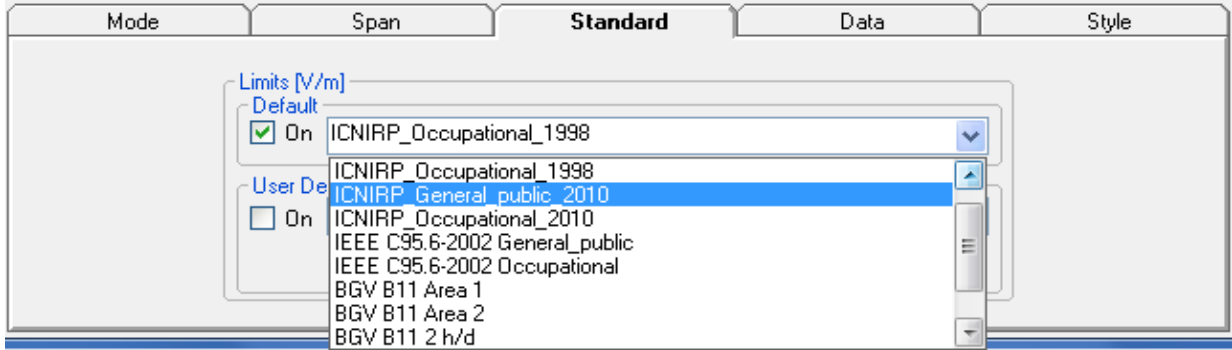 Mode Span Standard Data Style
Limits [V/m]
Default
On ICNIRP_Occupational_1998
ICNIRP_Occupational_1998
User De ICNIRP_General_public_2010
On ICNIRP_Occupational_2010
IEEE C95.6-2002 General_public
IEEE C95.6-2002 Occupational
BGV B11 Area 1
BGV B11 Area 2
BGV B11 2 h/d